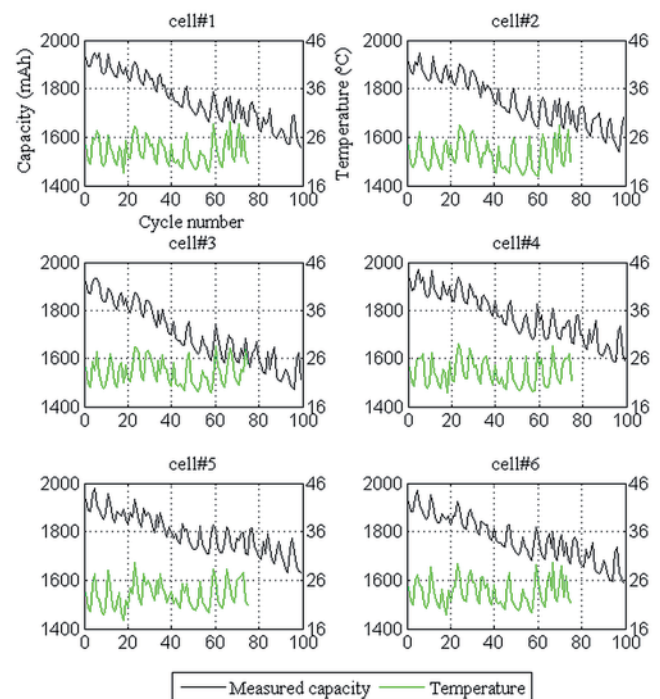 cell#1 cell#2
2000 46 2000 46
1800 36 1800 36
1600 26 1600 26
1400 16 1400 16
Capacity (mAh) Temperature (ºC)
0 20 40 60 80 100 0 20 40 60 80 100
Cycle number
cell#3 cell#4
2000 46 2000 46
1800 36 1800 36
1600 26 1600 26
1400 16 1400 16
0 20 40 60 80 100 0 20 40 60 80 100
cell#5 cell#6
2000 46 2000 46
1800 36 1800 36
1600 26 1600 26
1400 16 1400 16
0 20 40 60 80 100 0 20 40 60 80 100
Measured capacity Temperature